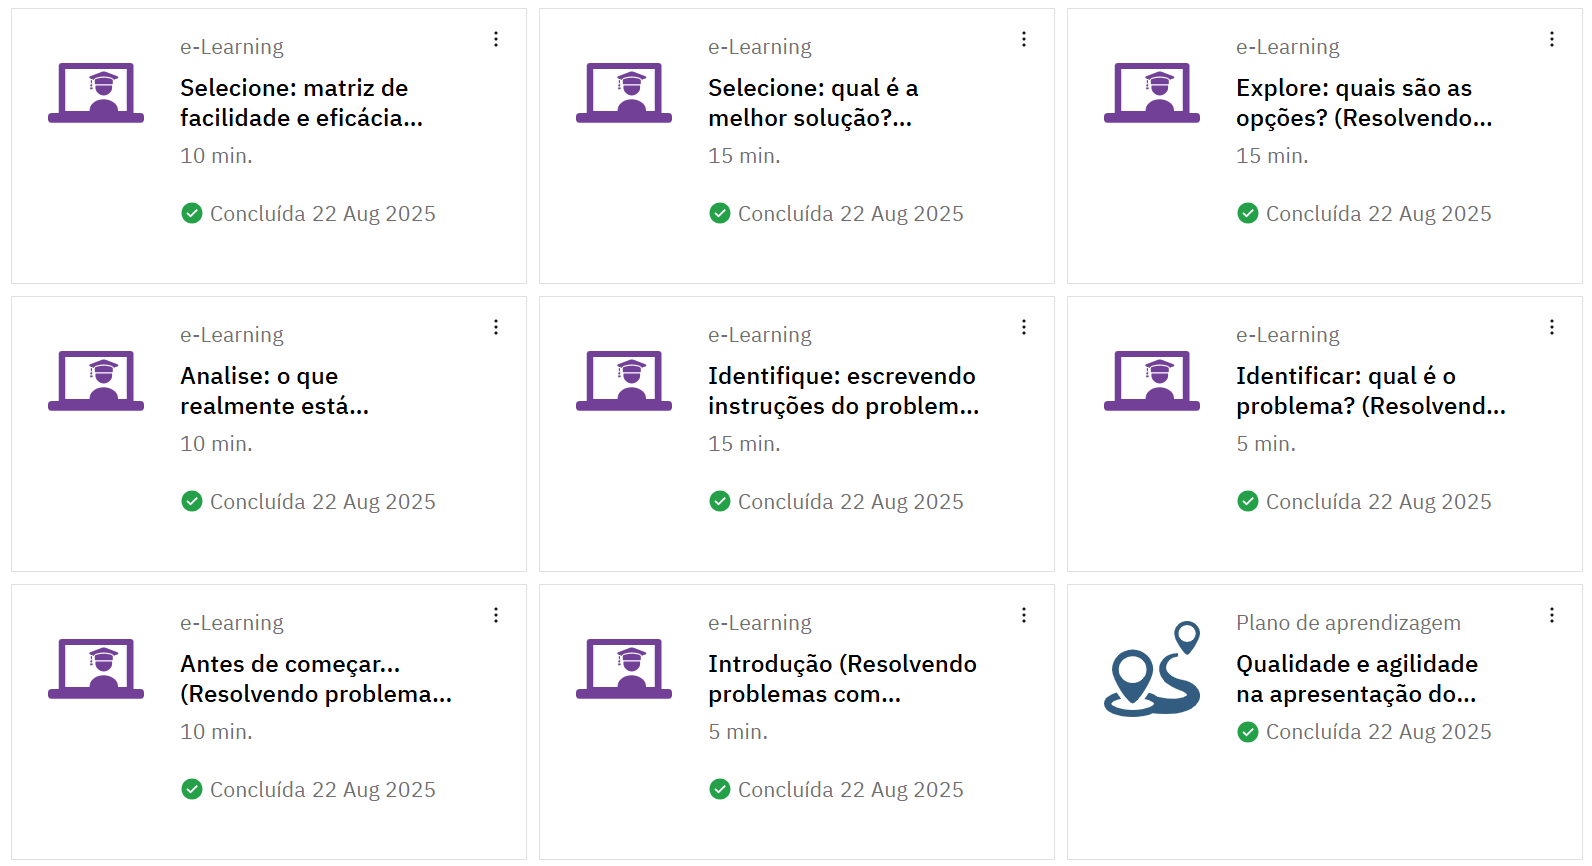 e-Learning
Selecione: matriz de
facilidade e eficácia...
10 min.
Concluída 22 Aug 2025
e-Learning
Selecione: qual é a
melhor solução?...
15 min.
Concluída 22 Aug 2025
e-Learning
Explore: quais são as
opções? (Resolvendo...
15 min.
Concluída 22 Aug 2025
e-Learning
Analise: o que
realmente está...
10 min.
Concluída 22 Aug 2025
e-Learning
Identifique: escrevendo
instruções do problem...
15 min.
Concluída 22 Aug 2025
e-Learning
Identificar: qual é o
problema? (Resolvend...
5 min.
Concluída 22 Aug 2025
e-Learning
Antes de começar...
(Resolvendo problema...
10 min.
Concluída 22 Aug 2025
e-Learning
Introdução (Resolvendo
problemas com...
5 min.
Concluída 22 Aug 2025
Plano de aprendizagem
Qualidade e agilidade
na apresentação do...
Concluída 22 Aug 2025